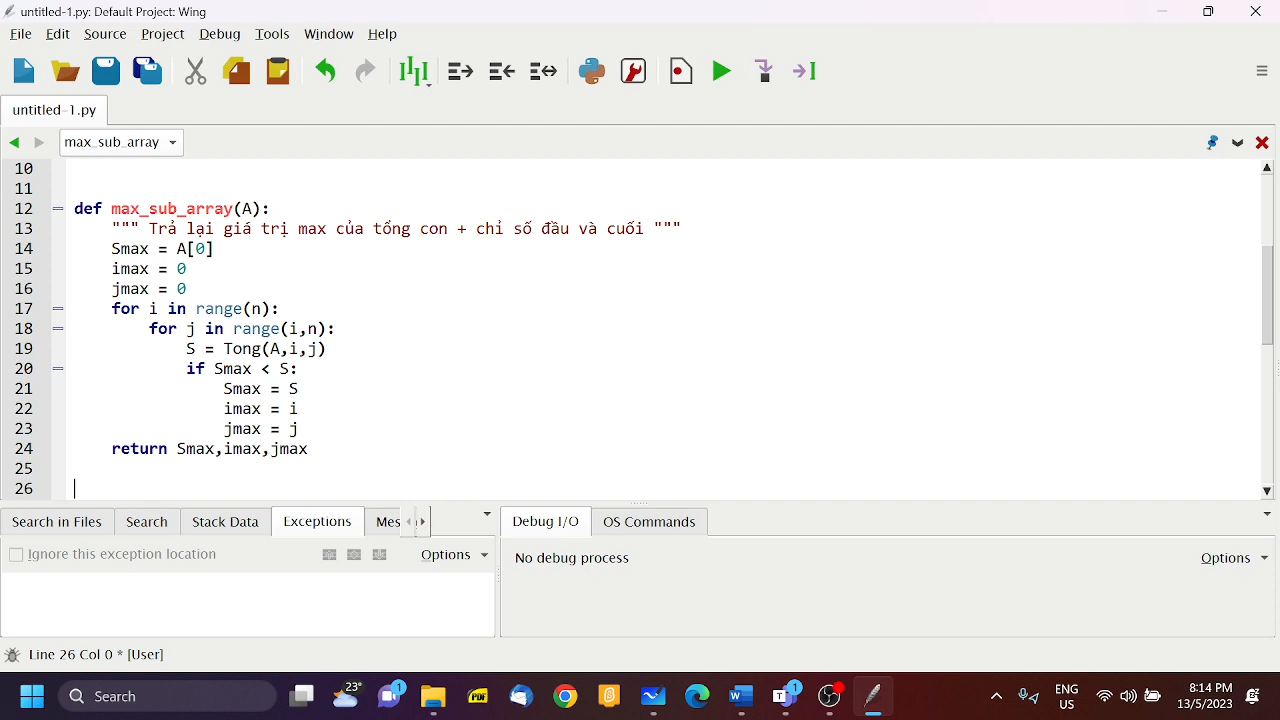 untitled-1.py: Default Project: Wing
File Edit Source Project Debug Tools Window Help
untitled-1.py
max_sub_array
10
11
12 def max_sub_array(A):
13 """ Trả lại giá trị max của tổng con + chỉ số đầu và cuối """
14 Smax = A[0]
15 imax = 0
16 jmax = 0
17 for i in range(n):
18 for j in range(i,n):
19 S = Tong(A,i,j)
20 if Smax < S:
21 Smax = S
22 imax = i
23 jmax = j
24 return Smax,imax,jmax
25
26
Search in Files Search Stack Data Exceptions Mes Debug I/O OS Commands
Ignore this exception location Options No debug process Options
Line 26 Col 0 * [User]
Search 23° 1 PDF 1 ENG US 8:14 PM 13/5/2023